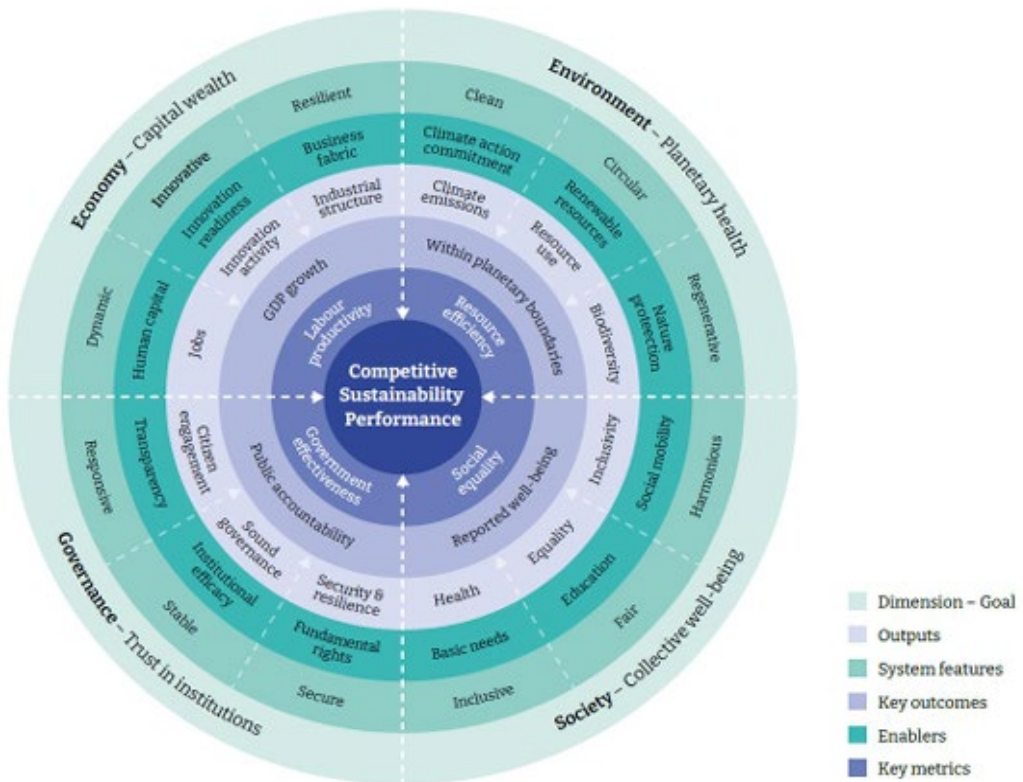 Economy – Capital wealth
Environment – Planetary health
Society – Collective well-being
Governance – Trust in institutions
Resilient
Clean
Circular
Regenerative
Harmonious
Fair
Inclusive
Secure
Stable
Responsive
Dynamic
Innovative
Business
fabric
Climate action
commitment
Renewable
resources
Nature
proteection
Social mobility
Education
Basic needs
Fundamental
rights
Institutional
efficacy
Transparency
Human capital
Innovation
readiness
Industrial
structure
Climate
emissions
Resource
use
Biodiversity
Inclusivity
Equality
Health
Security &
resilience
Sound
governance
Citizen
engagement
Jobs
Innovation
activity
GDP growth
Within planetary boundaries
Reported well-being
Public accountability
Labour
productivity
Resource
efficiency
Social
equality
Government
effectiveness
Competitive
Sustainability
Performance
Dimension – Goal
Outputs
System features
Key outcomes
Enablers
Key metrics